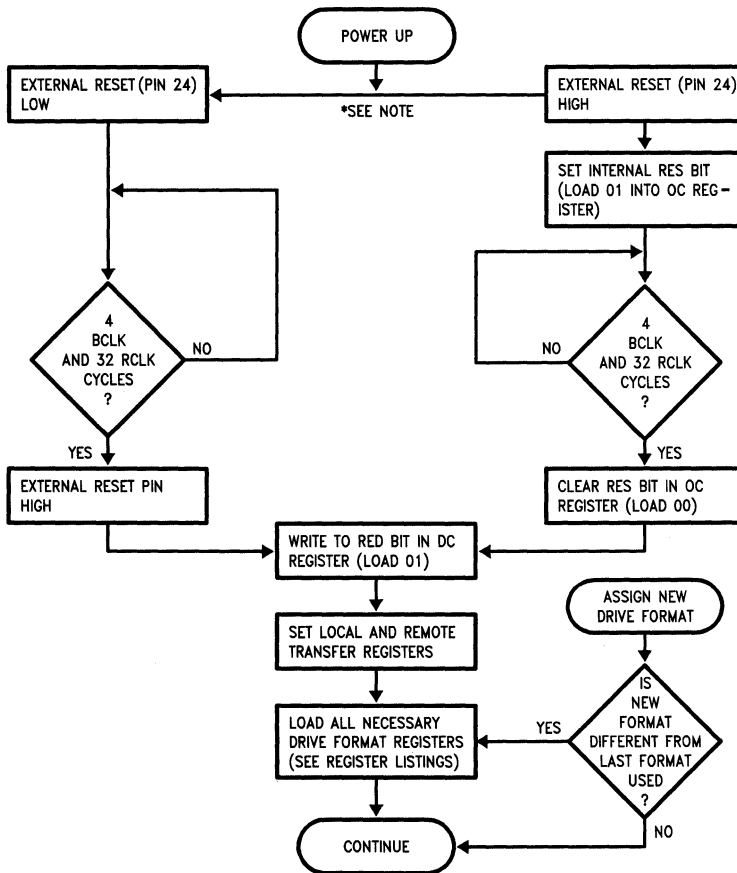 POWER UP
EXTERNAL RESET (PIN 24)
LOW
*SEE NOTE
EXTERNAL RESET (PIN 24)
HIGH
SET INTERNAL RES BIT
(LOAD 01 INTO OC REG-
ISTER)
4
BCLK
AND 32 RCLK
CYCLES
?
NO
YES
4
BCLK
AND 32 RCLK
CYCLES
?
NO
YES
EXTERNAL RESET PIN
HIGH
CLEAR RES BIT IN OC
REGISTER (LOAD 00)
WRITE TO RED BIT IN DC
REGISTER (LOAD 01)
SET LOCAL AND REMOTE
TRANSFER REGISTERS
ASSIGN NEW
DRIVE FORMAT
LOAD ALL NECESSARY
DRIVE FORMAT REGISTERS
(SEE REGISTER LISTINGS)
YES
IS
NEW
FORMAT
DIFFERENT FROM
LAST FORMAT
USED
?
NO
CONTINUE